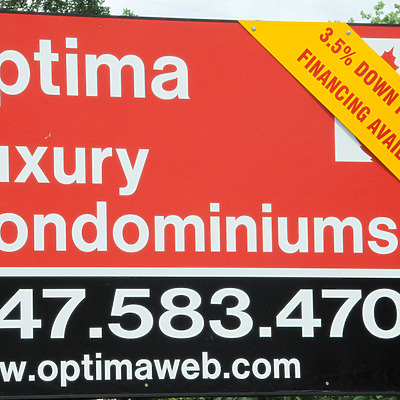 ptima
uxury
ondominiums
47.583.470
w.optimaweb.com
3.5% DOWN
FINANCING AVAI